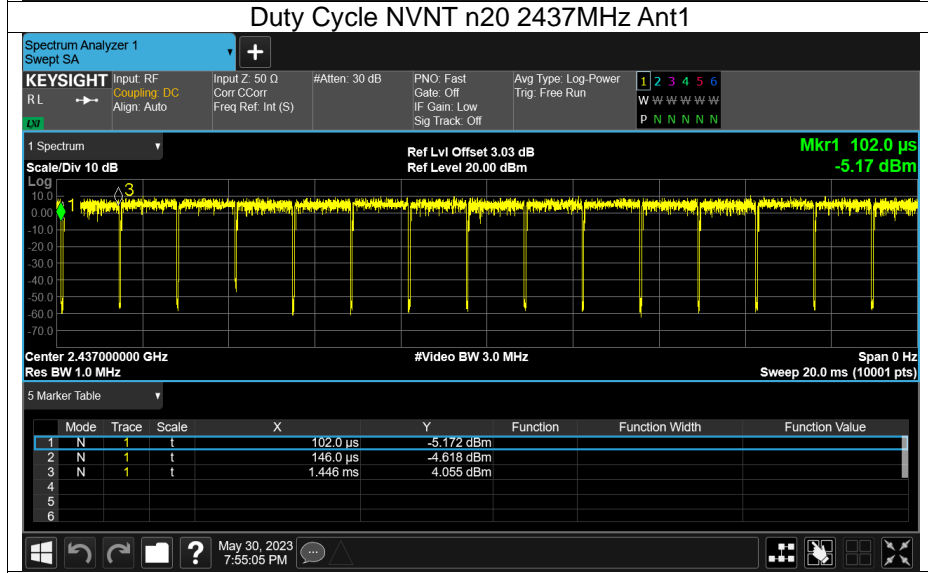 Duty Cycle NVNT n20 2437MHz Ant1
Spectrum Analyzer 1
Swept SA
+
KEYSIGHT Input: RF Input Z: 50 Ω #Atten: 30 dB PNO: Fast Avg Type: Log-Power 1 2 3 4 5 6
RL Coupling: DC Corr CCorr Gate: Off Trig: Free Run W W W W W W
Align: Auto Freq Ref: Int (S) IF Gain: Low
LXI Sig Track: Off P N N N N N
1 Spectrum Ref Lvl Offset 3.03 dB Mkr1 102.0 µs
Scale/Div 10 dB Ref Level 20.00 dBm -5.17 dBm
Log
10.0
0.00
-10.0
-20.0
-30.0
-40.0
-50.0
-60.0
-70.0
1
3
Center 2.437000000 GHz #Video BW 3.0 MHz Span 0 Hz
Res BW 1.0 MHz Sweep 20.0 ms (10001 pts)
5 Marker Table
Mode Trace Scale X Y Function Function Width Function Value
1 N 1 t 102.0 µs -5.172 dBm
2 N 1 t 146.0 µs -4.618 dBm
3 N 1 t 1.446 ms 4.055 dBm
4
5
6
? May 30, 2023
7:55:05 PM